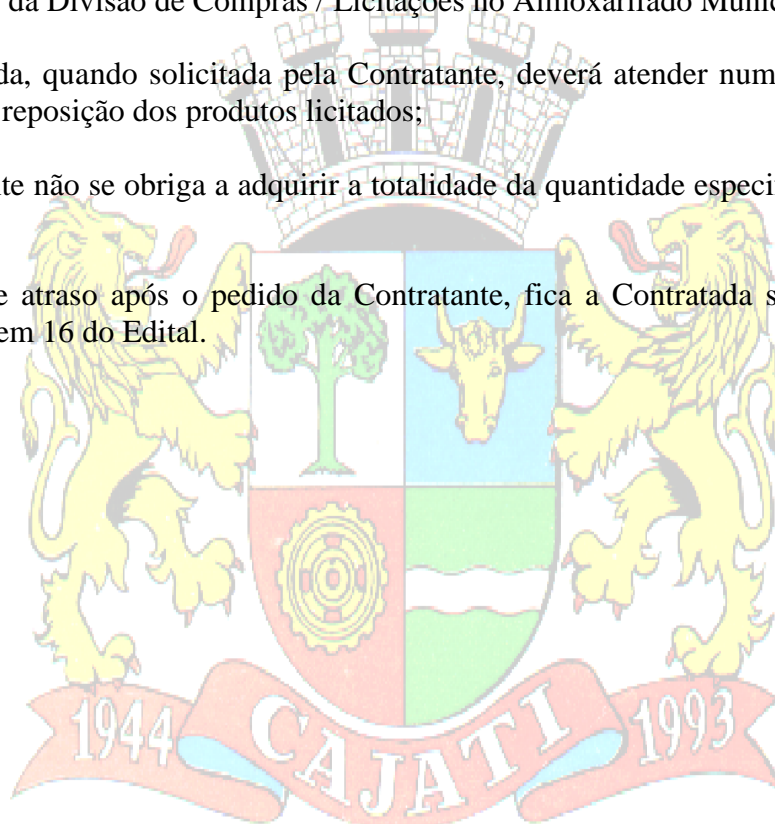 da Divisão de Compras / Licitações no Almoxarifado
da, quando solicitada pela Contratante, deverá atender num
reposição dos produtos licitados;
te não se obriga a adquirir a totalidade da quantidade
e atraso após o pedido da Contratante, fica a Contratada s
em 16 do Edital.
1944 CAJATI 1993